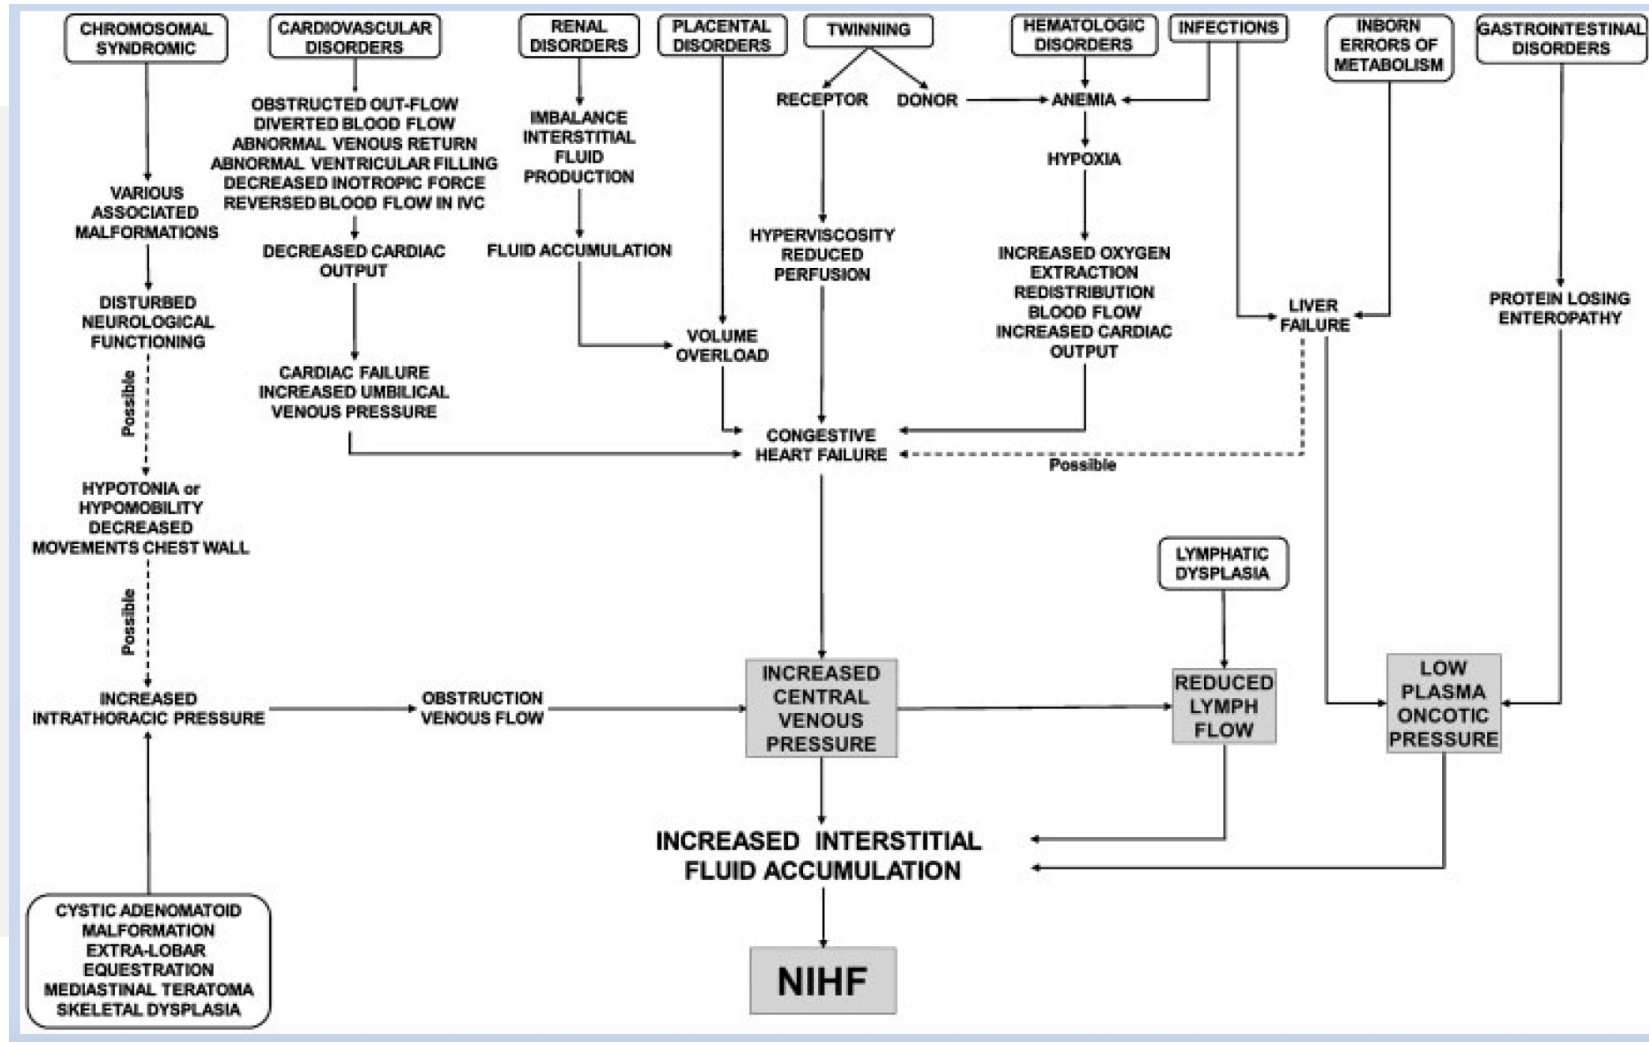 CHROMOSOMAL
SYNDROMIC
CARDIOVASCULAR
DISORDERS
RENAL
DISORDERS
PLACENTAL
DISORDERS
TWINNING
HEMATOLOGIC
DISORDERS
INFECTIONS
INBORN
ERRORS OF
METABOLISM
GASTROINTESTINAL
DISORDERS
OBSTRUCTED OUT-FLOW
DIVERTED BLOOD FLOW
ABNORMAL VENOUS RETURN
ABNORMAL VENTRICULAR FILLING
DECREASED INOTROPIC FORCE
REVERSED BLOOD FLOW IN IVC
IMBALANCE
INTERSTITIAL
FLUID
PRODUCTION
RECEPTOR
DONOR
ANEMIA
HYPOXIA
VARIOUS
ASSOCIATED
MALFORMATIONS
DECREASED CARDIAC
OUTPUT
FLUID ACCUMULATION
HYPERVISCOSITY
REDUCED
PERFUSION
INCREASED OXYGEN
EXTRACTION
REDISTRIBUTION
BLOOD FLOW
INCREASED CARDIAC
OUTPUT
LIVER
FAILURE
PROTEIN LOSING
ENTEROPATHY
DISTURBED
NEUROLOGICAL
FUNCTIONING
VOLUME
OVERLOAD
Possible
CARDIAC FAILURE
INCREASED UMBILICAL
VENOUS PRESSURE
CONGESTIVE
HEART FAILURE
Possible
HYPOTONIA or
HYPOMOBILITY
DECREASED
MOVEMENTS CHEST WALL
LYMPHATIC
DYSPLASIA
Possible
INCREASED
INTRATHORACIC PRESSURE
OBSTRUCTION
VENOUS FLOW
INCREASED
CENTRAL
VENOUS
PRESSURE
REDUCED
LYMPH
FLOW
LOW
PLASMA
ONCOTIC
PRESSURE
INCREASED INTERSTITIAL
FLUID ACCUMULATION
CYSTIC ADENOMATOID
MALFORMATION
EXTRA-LOBAR
EQUESTRATION
MEDIASTINAL TERATOMA
SKELETAL DYSPLASIA
NIHF